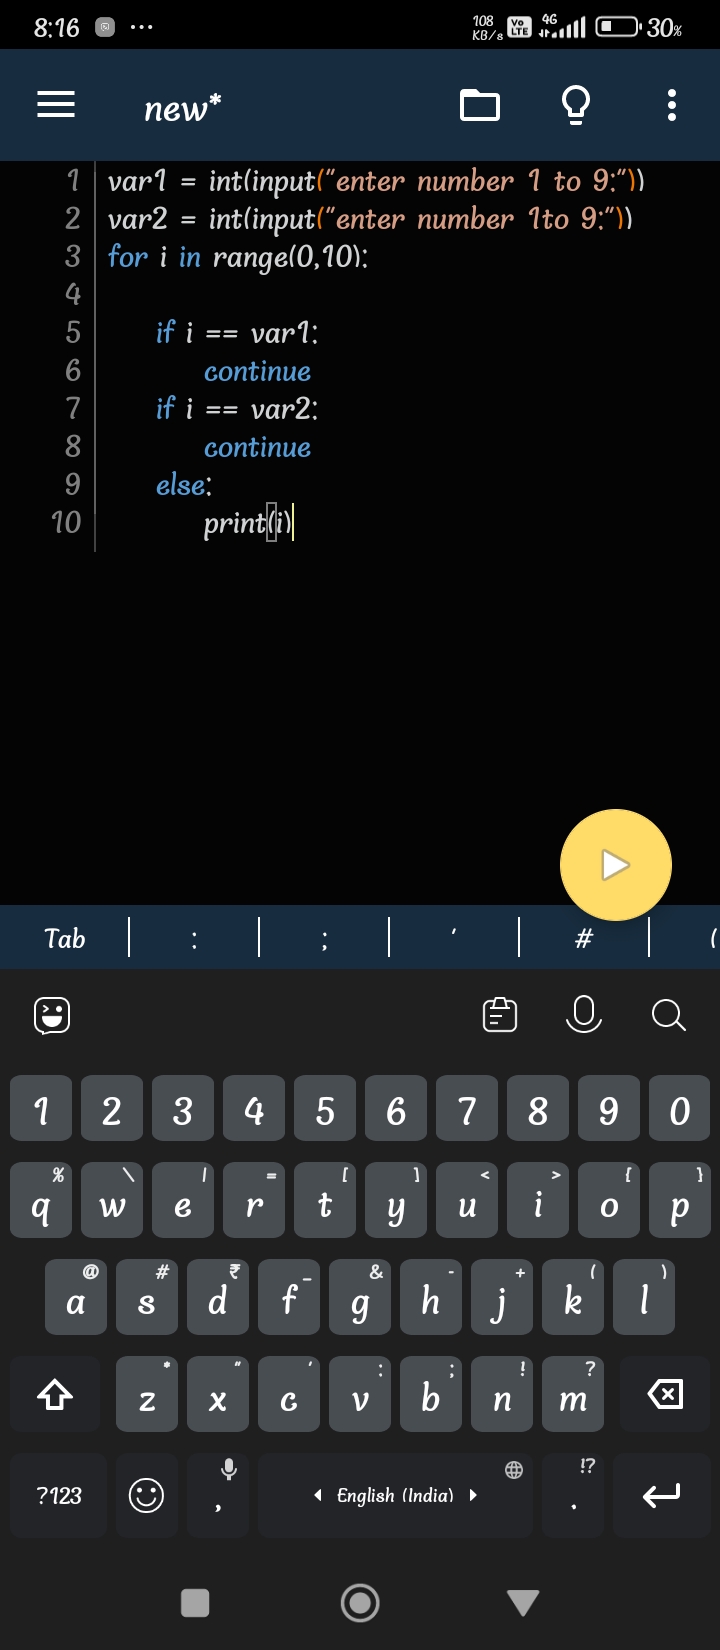 8:16 ... 108 KB/s Vo LTE 4G 30%
new*
1 var1 = int(input("enter number 1 to 9:"))
2 var2 = int(input("enter number 1to 9:"))
3 for i in range(0,10):
4
5 if i == var1:
6 continue
7 if i == var2:
8 continue
9 else:
10 print(i)
Tab : ; ' # (
1 2 3 4 5 6 7 8 9 0
% \ | = [ ] < > { }
q w e r t y u i o p
@ # ₹ _ & - + ( )
a s d f g h j k l
* " ' : ; ! ?
z x c v b n m
!?
?123 , English (India) .